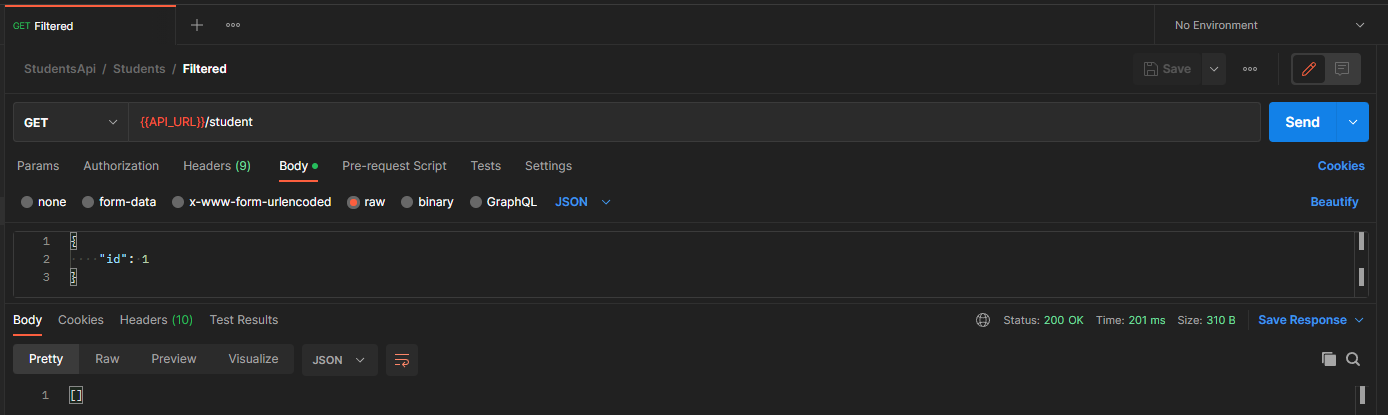 GET Filtered
No Environment
StudentsApi / Students / Filtered
Save
GET {{API_URL}}/student Send
Params Authorization Headers (9) Body Pre-request Script Tests Settings Cookies
none form-data x-www-form-urlencoded raw binary GraphQL JSON Beautify
1 {
2 "id": 1
3 }
Body Cookies Headers (10) Test Results Status: 200 OK Time: 201 ms Size: 310 B Save Response
Pretty Raw Preview Visualize JSON
1 []